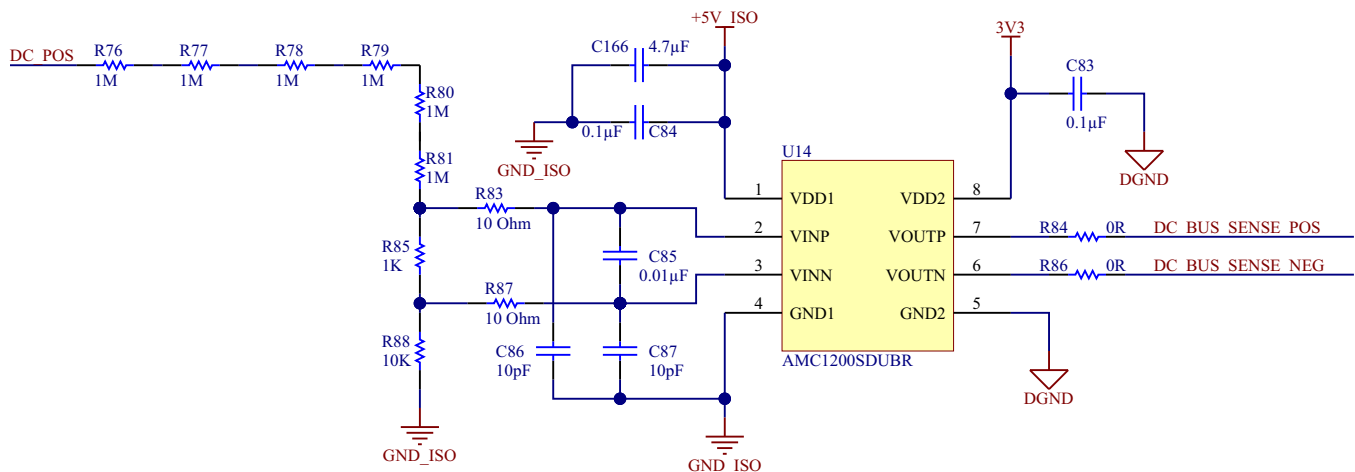 +5V_ISO
3V3
DC_POS
R76
R77
R78
R79
1M
1M
1M
1M
C166
4.7µF
0.1µF
C84
GND_ISO
C83
0.1µF
DGND
R80
1M
R81
1M
U14
1
VDD1
VDD2
8
R83
10 Ohm
2
VINP
VOUTP
7
R84
0R
DC_BUS_SENSE_POS
R85
1K
C85
0.01µF
3
VINN
VOUTN
6
R86
0R
DC_BUS_SENSE_NEG
R87
10 Ohm
4
GND1
GND2
5
R88
10K
C86
10pF
C87
10pF
AMC1200SDUBR
DGND
GND_ISO
GND_ISO